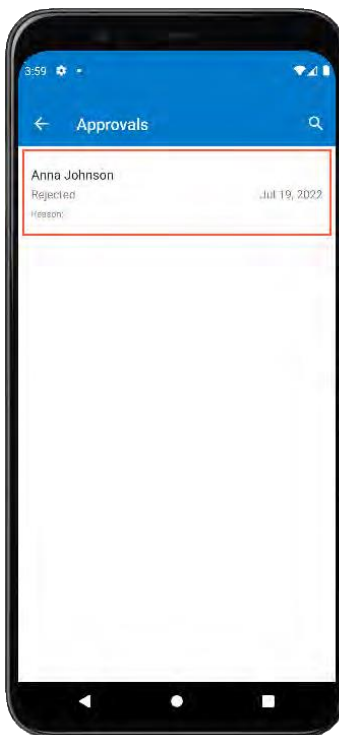 3:59
Approvals
Anna Johnson
Rejected Jul 19, 2022
Reason: